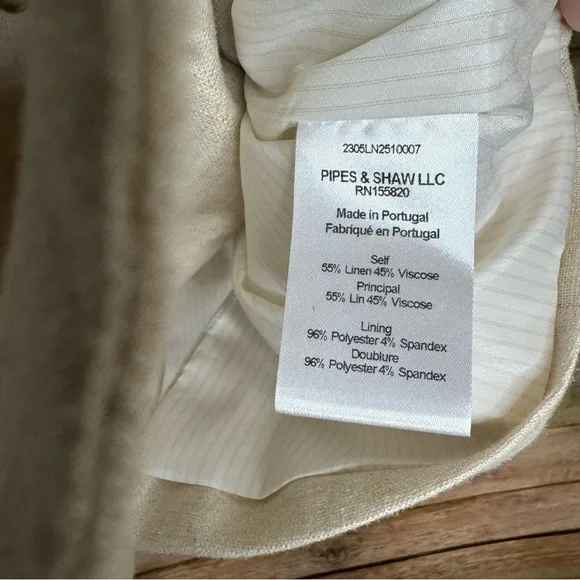 2305LN2510007
PIPES & SHAW LLC
RN155820
Made in Portugal
Fabriqué en Portugal
Self
55% Linen 45% Viscose
Principal
55% Lin 45% Viscose
Lining
96% Polyester 4% Spandex
Doublure
96% Polyester 4% Spandex